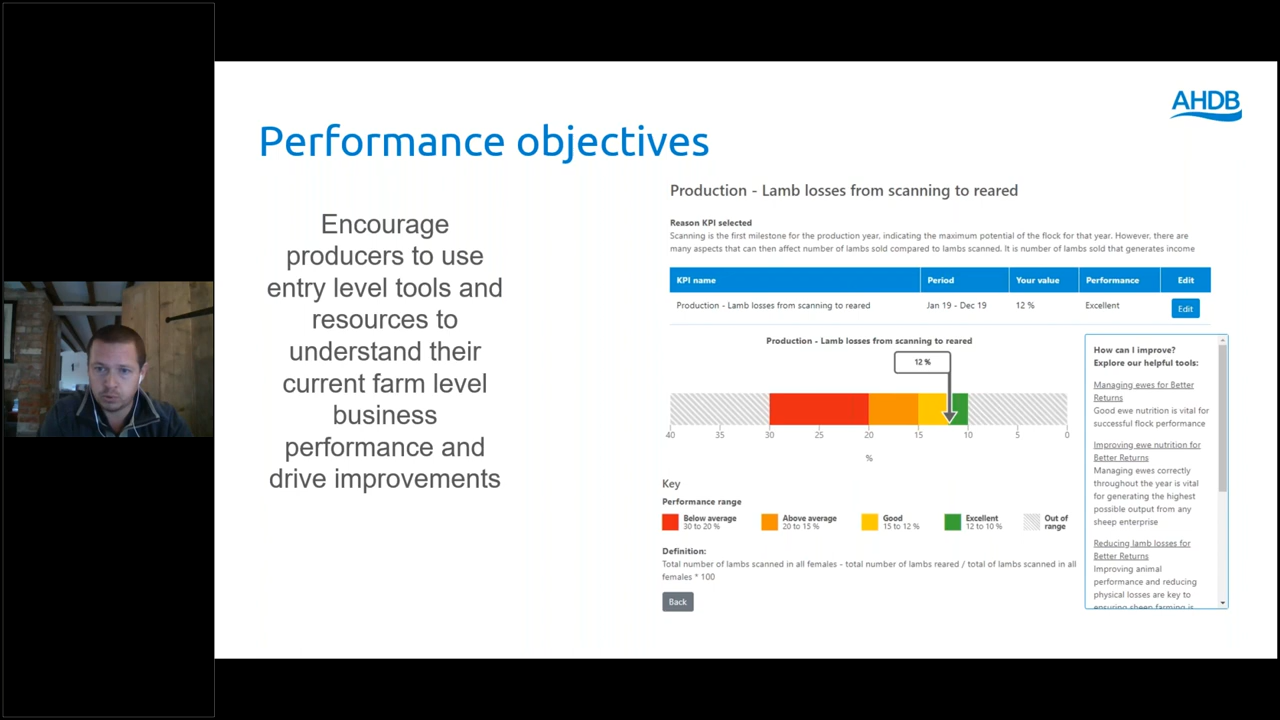 AHDB
Performance objectives
Encourage
producers to use
entry level tools and
resources to
understand their
current farm level
business
performance and
drive improvements
Production - Lamb losses from scanning to reared
Reason KPI selected
Scanning is the first milestone for the production year, indicating the maximum potential of the flock for that year. However, there are
many aspects that can then affect number of lambs sold compared to lambs scanned. It is number of lambs sold that generates income
KPI name Period Your value Performance Edit
Production - Lamb losses from scanning to reared Jan 19 - Dec 19 12 % Excellent Edit
Production - Lamb losses from scanning to reared
12 %
40 35 30 25 20 15 10 5 0
%
Key
Performance range
Below average Above average Good Excellent Out of
30 to 20 % 20 to 15 % 15 to 12 % 12 to 10 % range
Definition:
Total number of lambs scanned in all females - total number of lambs reared / total of lambs scanned in all
females * 100
Back
How can I improve?
Explore our helpful tools:
Managing ewes for Better
Returns
Good ewe nutrition is vital for
successful flock performance
Improving ewe nutrition for
Better Returns
Managing ewes correctly
throughout the year is vital
for generating the highest
possible output from any
sheep enterprise
Reducing lamb losses for
Better Returns
Improving animal
performance and reducing
physical losses are key to
ensuring sheep farming is